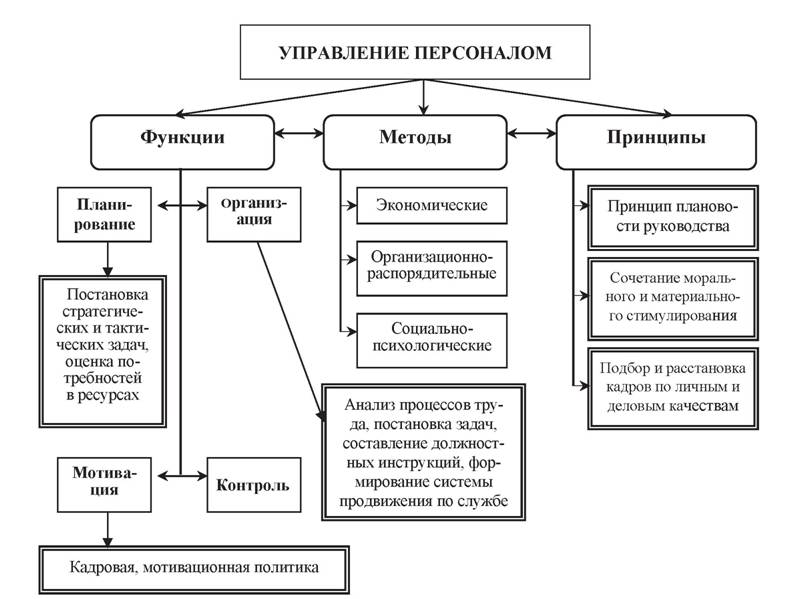 УПРАВЛЕНИЕ ПЕРСОНАЛОМ
Функции
Методы
Принципы
Плани-
рование
Организ-
ация
Постановка
стратегиче-
ских и такти-
ческих задач,
оценка по-
требностей
в ресурсах
Мотива-
ция
Контроль
Кадровая, мотивационная политика
Экономические
Организационно-
распорядительные
Социально-
психологические
Анализ процессов тру-
да, постановка задач,
составление должност-
ных инструкций, фор-
мирование системы
продвижения по службе
Принцип планово-
сти руководства
Сочетание мораль-
ного и материально-
го стимулирования
Подбор и расстановка
кадров по личным и
деловым качествам